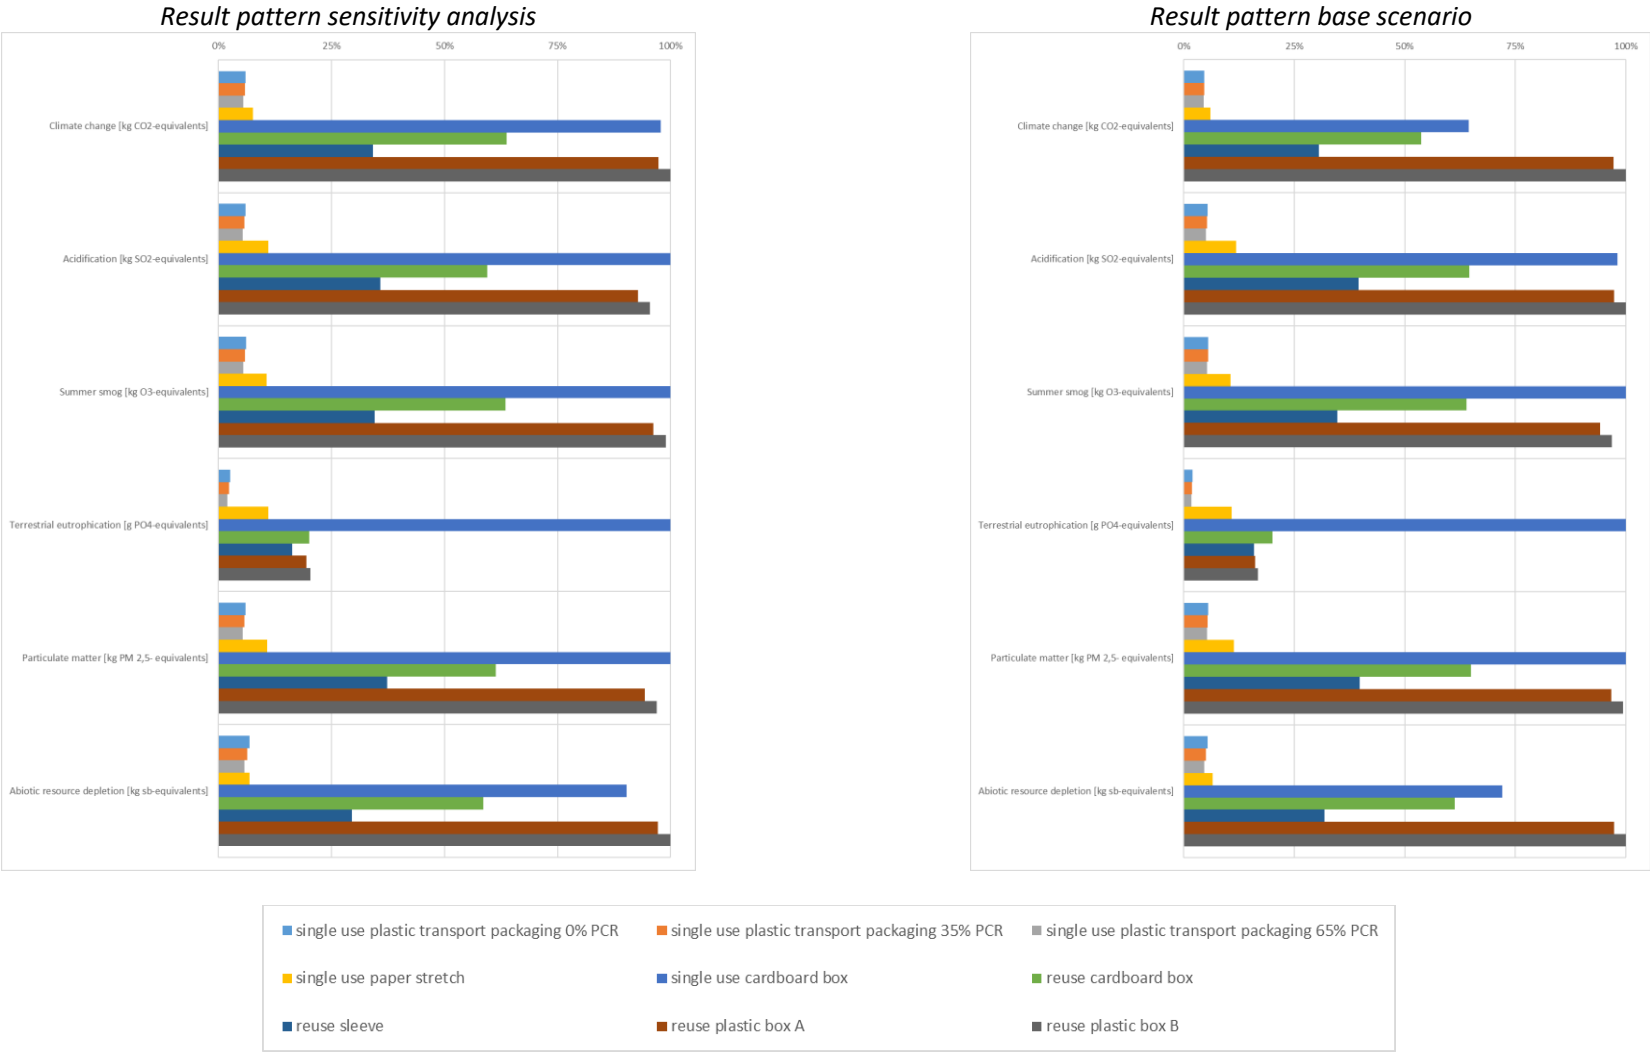 Result pattern sensitivity analysis
0% 25% 50% 75% 100%
Climate change [kg CO2-equivalents]
Acidification [kg SO2-equivalents]
Summer smog [kg O3-equivalents]
Terrestrial eutrophication [g PO4-equivalents]
Particulate matter [kg PM 2,5- equivalents]
Abiotic resource depletion [kg sb-equivalents]
Result pattern base scenario
0% 25% 50% 75% 100%
Climate change [kg CO2-equivalents]
Acidification [kg SO2-equivalents]
Summer smog [kg O3-equivalents]
Terrestrial eutrophication [g PO4-equivalents]
Particulate matter [kg PM 2,5- equivalents]
Abiotic resource depletion [kg sb-equivalents]
single use plastic transport packaging 0% PCR single use plastic transport packaging 35% PCR single use plastic transport packaging 65% PCR
single use paper stretch single use cardboard box reuse cardboard box
reuse sleeve reuse plastic box A reuse plastic box B